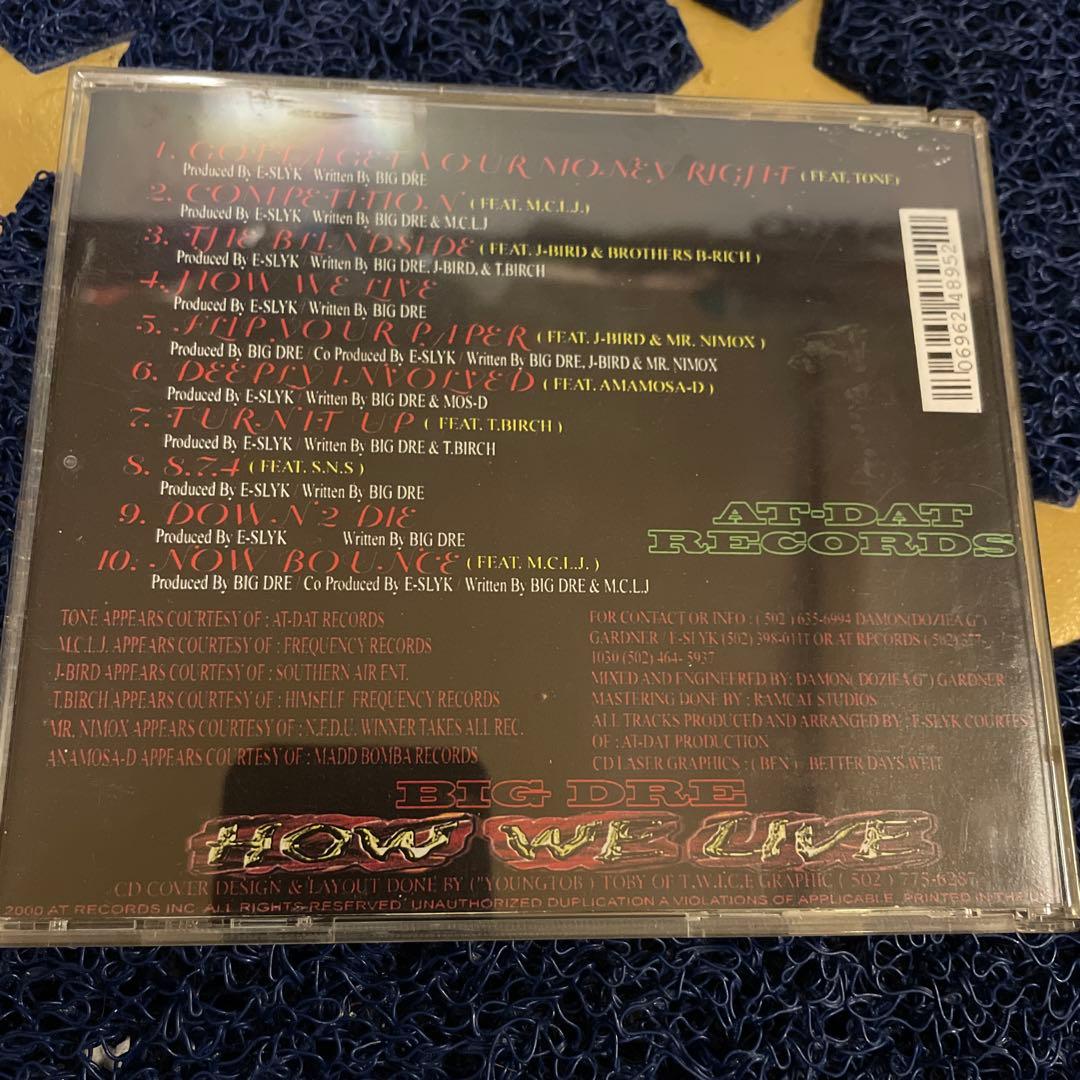 1. GOTTA GET YOUR MONEY RIGHT ( FEAT. TONE)
Produced By E-SLYK Written By BIG DRE
2. COMPETITION ( FEAT. M.C.L.J.)
Produced By E-SLYK / Written By BIG DRE & M.C.L.J
3. THE BLINDSIDE ( FEAT. J-BIRD & BROTHERS B-RICH )
Produced By E-SLYK / Written By BIG DRE, J-BIRD, & T.BIRCH
4. HOW WE LIVE
Produced By E-SLYK / Written By BIG DRE
5. FLIP YOUR PAPER ( FEAT. J-BIRD & MR. NIMOX )
Produced By BIG DRE / Co Produced By E-SLYK / Written By BIG DRE, J-BIRD & MR. NIMOX
6. DEEPLY INVOLVED ( FEAT. AMAMOSA-D )
Produced By E-SLYK / Written By BIG DRE & MOS-D
7. TURN IT UP ( FEAT. T.BIRCH )
Produced By E-SLYK / Written By BIG DRE & T.BIRCH
8. 8.7.4 ( FEAT. S.N.S )
Produced By E-SLYK / Written By BIG DRE
9. DOWN 2 DIE
Produced By E-SLYK Written By BIG DRE
10. NOW BOUNCE ( FEAT. M.C.L.J. )
Produced By BIG DRE / Co Produced By E-SLYK / Written By BIG DRE & M.C.L.J
06962 48952
AT-DAT
RECORDS
TONE APPEARS COURTESY OF : AT-DAT RECORDS
M.C.L.J. APPEARS COURTESY OF : FREQUENCY RECORDS
J-BIRD APPEARS COURTESY OF : SOUTHERN AIR ENT.
T.BIRCH APPEARS COURTESY OF : HIMSELF FREQUENCY RECORDS
MR. NIMOX APPEARS COURTESY OF : N.E.D.U. WINNER TAKES ALL REC.
ANAMOSA-D APPEARS COURTESY OF : MADD BOMBA RECORDS
FOR CONTACT OR INFO : ( 502 ) 635-6994 DAMON(DOZIEA G")
GARDNER / E-SLYK (502) 398-0117 OR AT RECORDS ( 502) 377-
1030 (502) 464- 5937
MIXED AND ENGINEERED BY: DAMON( DOZIEA G") GARDNER
MASTERING DONE BY : RAMCAT STUDIOS
ALL TRACKS PRODUCED AND ARRANGED BY : E-SLYK COURTESY
OF : AT-DAT PRODUCTION
CD LASER GRAPHICS : ( BEN ) BETTER DAYS WEST
BIG DRE
HOW WE LIVE
CD COVER DESIGN & LAYOUT DONE BY ("YOUNGTOB ) TOBY OF T.W.I.C.E GRAPHIC ( 502 ) 775-6287
2000 AT RECORDS INC. ALL RIGHTS RESERVED. UNAUTHORIZED DUPLICATION A VIOLATIONS OF APPLICABLE. PRINTED IN THE